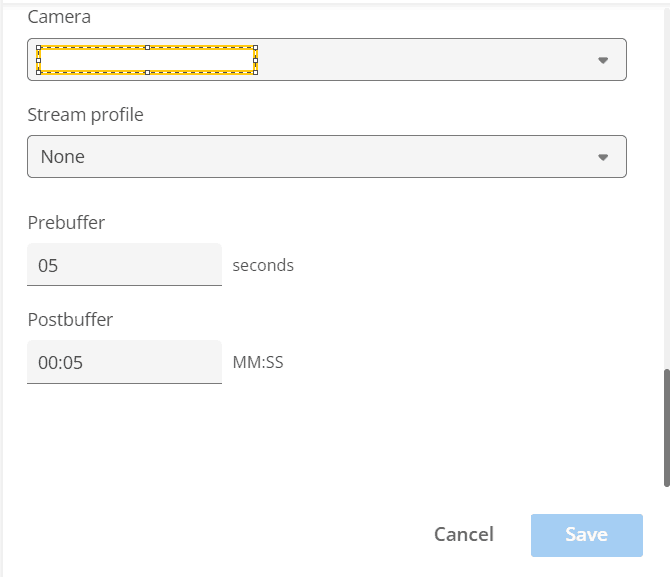 Camera
Stream profile
None
Prebuffer
05 seconds
Postbuffer
00:05 MM:SS
Cancel Save